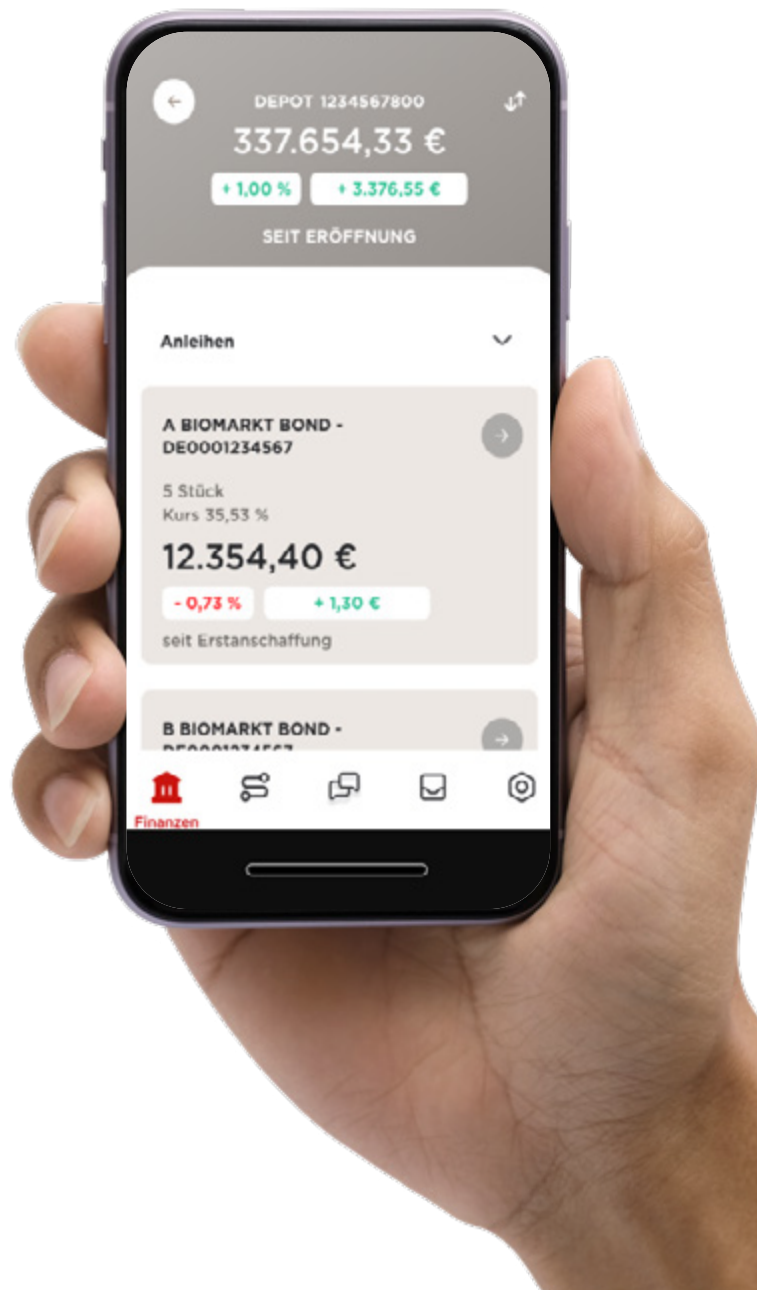 DEPOT 1234567800
337.654,33 €
+ 1,00 % + 3.376,55 €
SEIT ERÖFFNUNG
Anleihen
A BIOMARKT BOND -
DE0001234567
5 Stück
Kurs 35,53 %
12.354,40 €
- 0,73 % + 1,30 €
seit Erstanschaffung
B BIOMARKT BOND -
DE0001234567
Finanzen